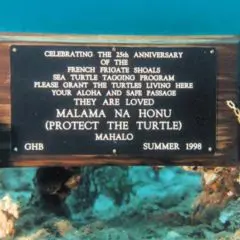 CELEBRATING THE 25th ANNIVERSARY
OF THE
FRENCH FRIGATE SHOALS
SEA TURTLE TAGGING PROGRAM
PLEASE GRANT THE TURTLES LIVING HERE
YOUR ALOHA AND SAFE PASSAGE
THEY ARE LOVED
MALAMA NA HONU
(PROTECT THE TURTLE)
MAHALO
GHB SUMMER 1998